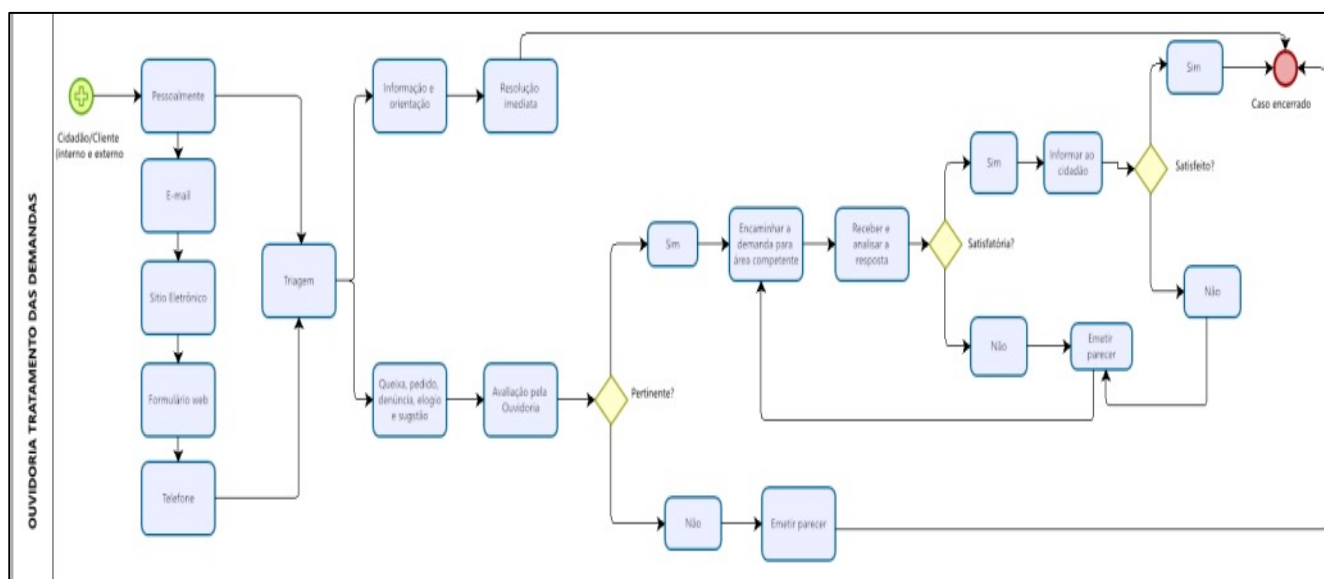 OUVIDORIA TRATAMENTO DAS DEMANDAS
Cidadão/Cliente
(interno e externo
Pessoalmente
E-mail
Sítio Eletrônico
Formulário web
Telefone
Triagem
Informação e
orientação
Resolução
imediata
Queixa, pedido,
denúncia, elogio
e sugstão
Avaliação pela
Ouvidoria
Pertinente?
Sim
Encaminhar a
demanda para
área competente
Receber e
analisar a
resposta
Satisfatória?
Sim
Informar ao
cidadão
Satisfeito?
Sim
Caso encerrado
Não
Não
Emetir
parecer
Não
Emetir parecer